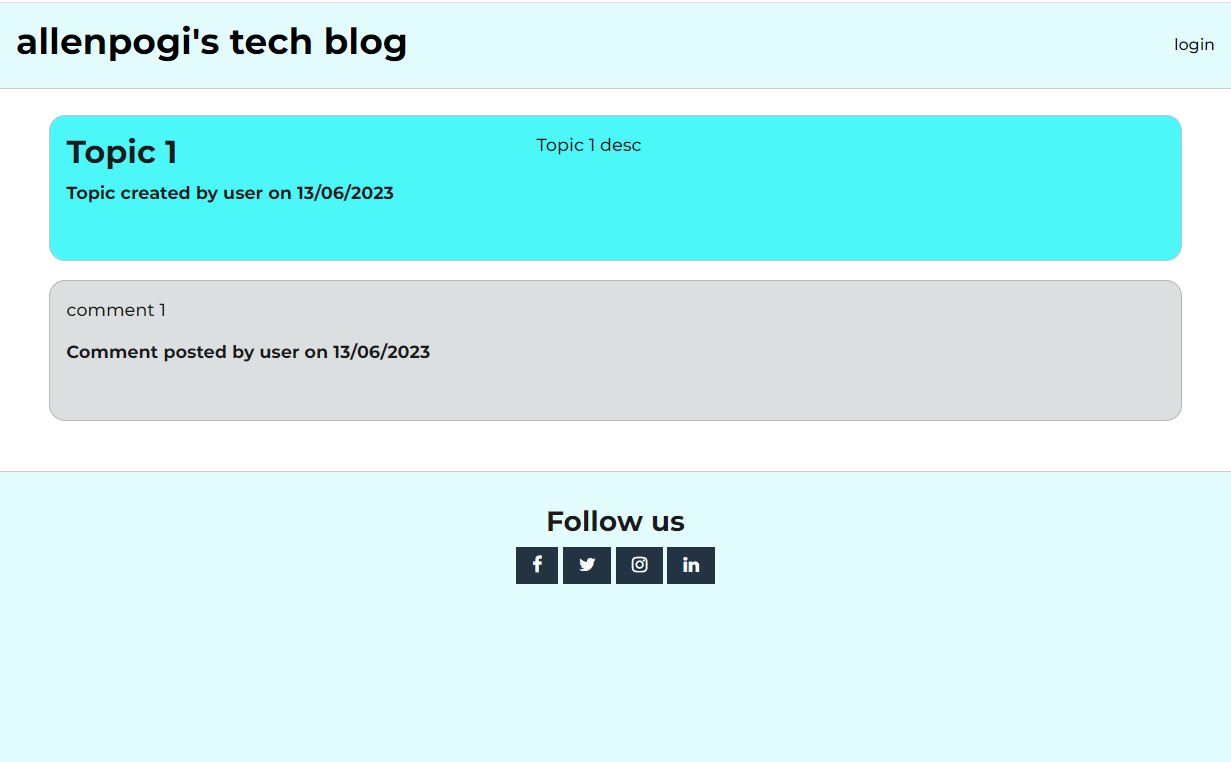 allenpogi's tech blog
login
Topic 1
Topic 1 desc
Topic created by user on 13/06/2023
comment 1
Comment posted by user on 13/06/2023
Follow us